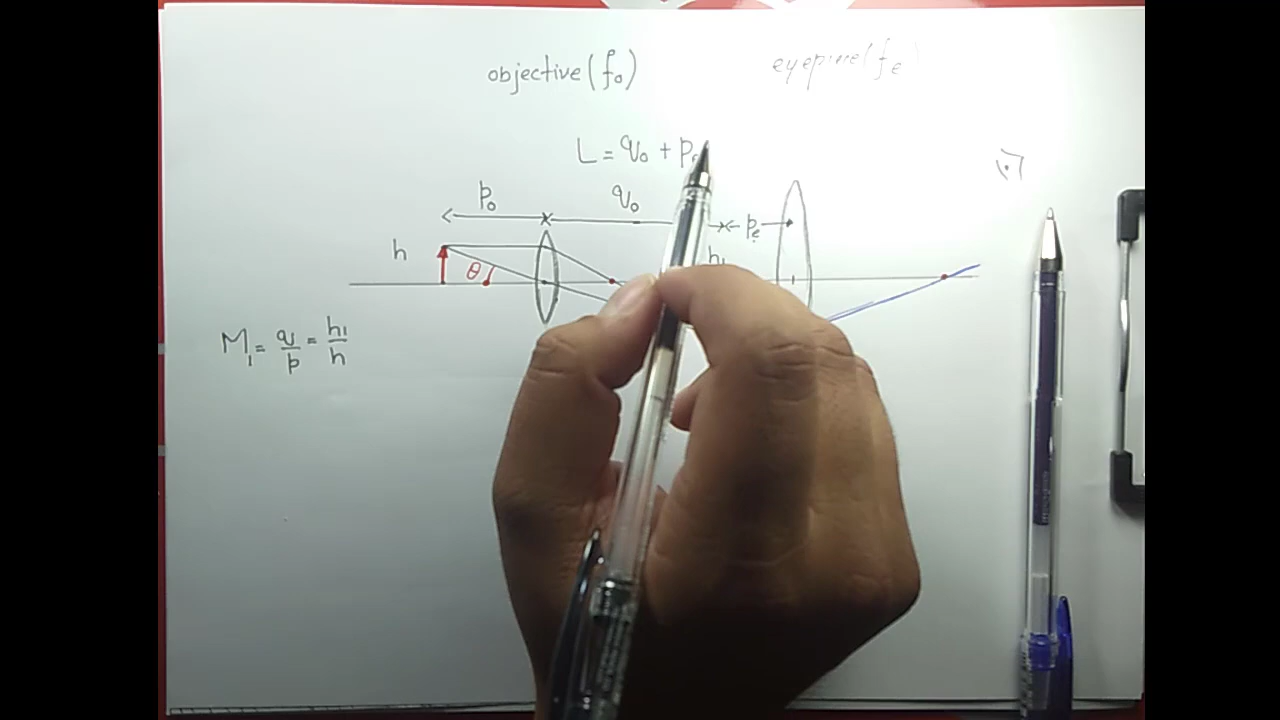 objective (f₀)
eyepiece (fe)
L = q₀ + pe
p₀
q₀
pe
h
θ
h₁
M₁ = q/p = h₁/h